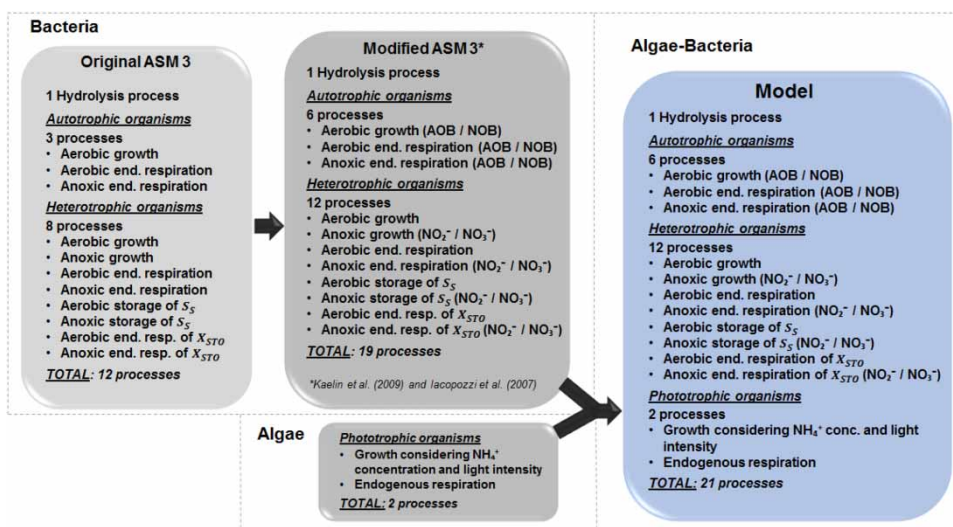 Bacteria
Original ASM 3
1 Hydrolysis process
Autotrophic organisms
3 processes
• Aerobic growth
• Aerobic end. respiration
• Anoxic end. respiration
Heterotrophic organisms
8 processes
• Aerobic growth
• Anoxic growth
• Aerobic end. respiration
• Anoxic end. respiration
• Aerobic storage of S_S
• Anoxic storage of S_S
• Aerobic end. resp. of X_STO
• Anoxic end. resp. of X_STO
TOTAL: 12 processes
Modified ASM 3*
1 Hydrolysis process
Autotrophic organisms
6 processes
• Aerobic growth (AOB / NOB)
• Aerobic end. respiration (AOB / NOB)
• Anoxic end. respiration (AOB / NOB)
Heterotrophic organisms
12 processes
• Aerobic growth
• Anoxic growth (NO₂⁻ / NO₃⁻)
• Aerobic end. respiration
• Anoxic end. respiration (NO₂⁻ / NO₃⁻)
• Aerobic storage of S_S
• Anoxic storage of S_S (NO₂⁻ / NO₃⁻)
• Aerobic end. resp. of X_STO
• Anoxic end. resp. of X_STO (NO₂⁻ / NO₃⁻)
TOTAL: 19 processes
*Kaelin et al. (2009) and Iacopozzi et al. (2007)
Algae
Phototrophic organisms
• Growth considering NH₄⁺
concentration and light intensity
• Endogenous respiration
TOTAL: 2 processes
Algae-Bacteria
Model
1 Hydrolysis process
Autotrophic organisms
6 processes
• Aerobic growth (AOB / NOB)
• Aerobic end. respiration (AOB / NOB)
• Anoxic end. respiration (AOB / NOB)
Heterotrophic organisms
12 processes
• Aerobic growth
• Anoxic growth (NO₂⁻ / NO₃⁻)
• Aerobic end. respiration
• Anoxic end. respiration (NO₂⁻ / NO₃⁻)
• Aerobic storage of S_S
• Anoxic storage of S_S (NO₂⁻ / NO₃⁻)
• Aerobic end. respiration of X_STO
• Anoxic end. respiration of X_STO (NO₂⁻ / NO₃⁻)
Phototrophic organisms
2 processes
• Growth considering NH₄⁺ conc. and light
intensity
• Endogenous respiration
TOTAL: 21 processes